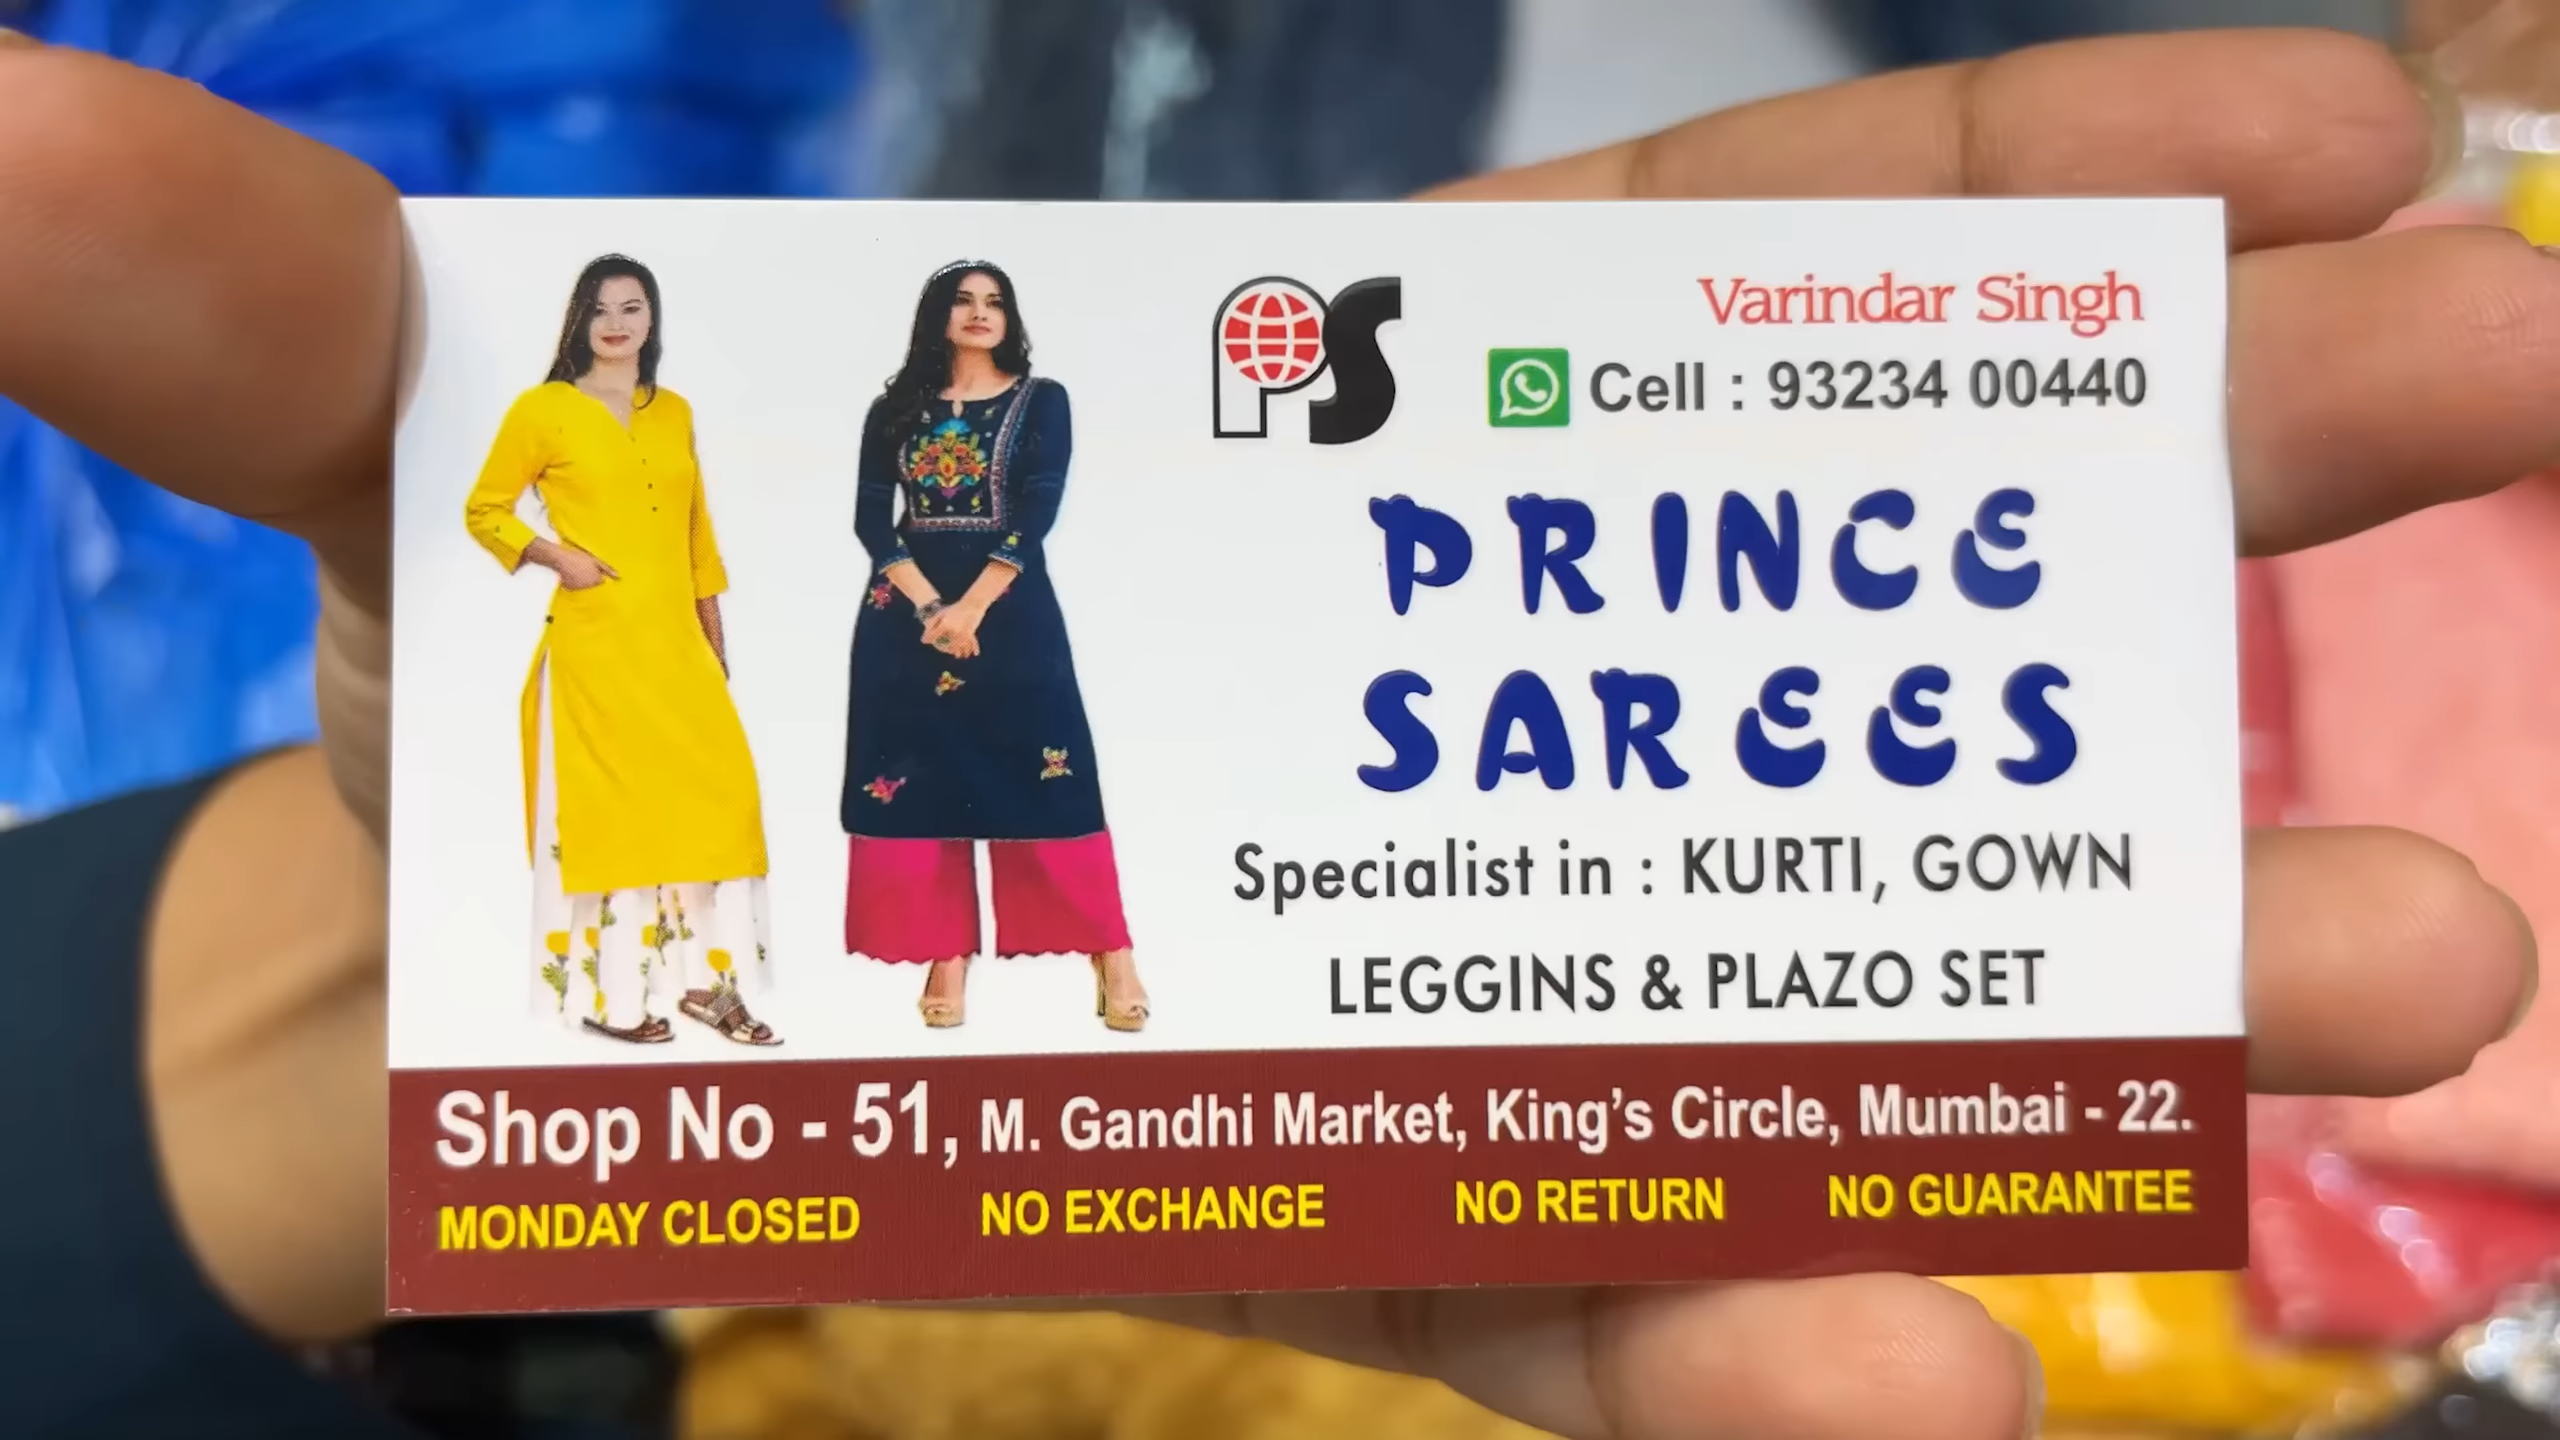 PS
Varindar Singh
Cell : 93234 00440
PRINCE
SAREES
Specialist in : KURTI, GOWN
LEGGINS & PLAZO SET
Shop No - 51, M. Gandhi Market, King's Circle, Mumbai - 22.
MONDAY CLOSED NO EXCHANGE NO RETURN NO GUARANTEE